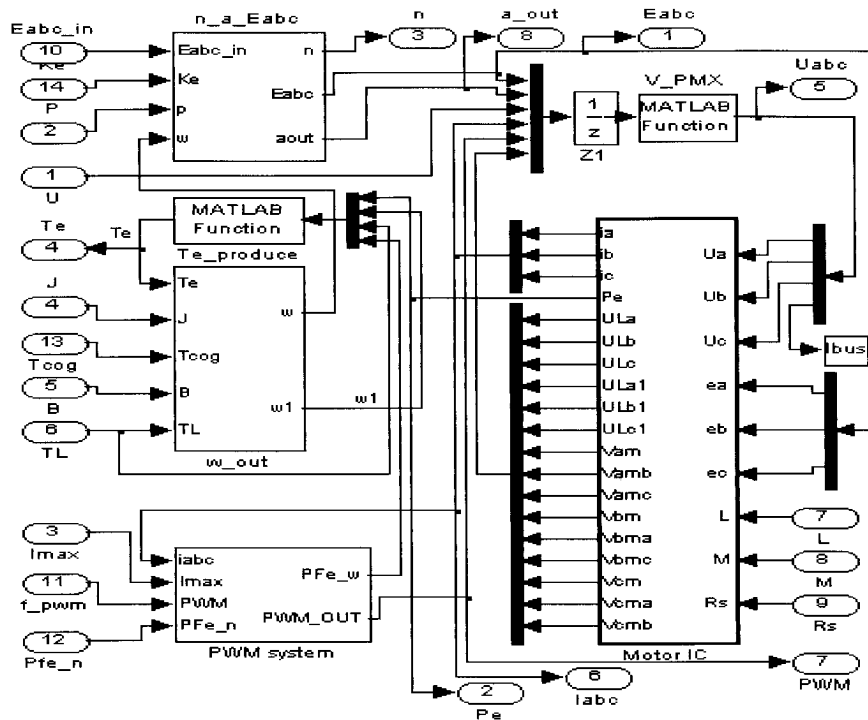 n_a_Eabc
n
a_out
Eabc
Eabc_in
10
Ke
14
P
2
Eabc_in
Ke
p
w
n
Eabc
aout
3
8
1
1
z
Z1
V_PMX
MATLAB
Function
Uabc
5
1
U
Te
4
Te
MATLAB
Function
Te_produce
J
4
13
Tcog
5
B
6
TL
Te
J
Tcog
B
TL
w
w1
w1
w_out
ia
ib
ic
Pe
ULa
ULb
ULc
ULa1
ULb1
ULc1
Vam
Vamb
Vamc
Vbm
Vbma
Vbmc
Vcm
Vcma
Vcmb
Ua
Ub
Uc
ea
eb
ec
L
M
Rs
Ibus
7
L
8
M
9
Rs
Motor IC
3
Imax
11
f_pwm
12
Pfe_n
iabc
Imax
PWM
PFe_n
PFe_w
PWM_OUT
PWM system
2
Pe
6
Iabc
7
PWM